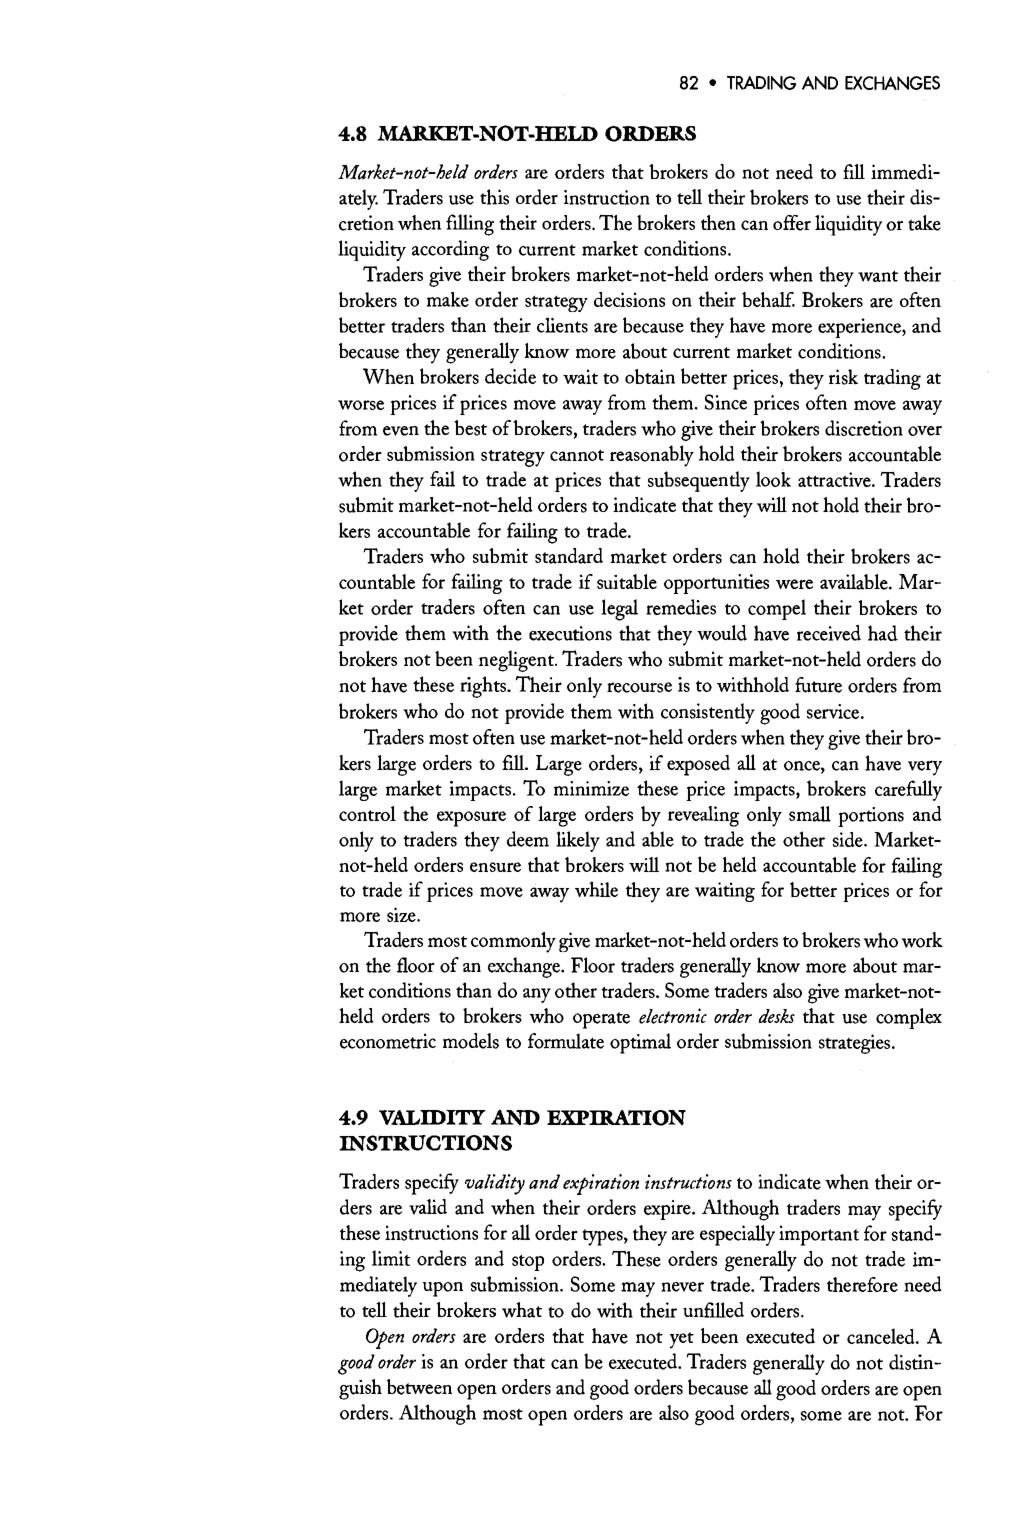 82 • TRADING AND EXCHANGES
4.8 MARKET-NOT-HELD ORDERS
Market-not-held orders are orders that brokers do not need to fill immedi-
ately. Traders use this order instruction to tell their brokers to use their dis-
cretion when filling their orders. The brokers then can offer liquidity or take
liquidity according to current market conditions.
Traders give their brokers market-not-held orders when they want their
brokers to make order strategy decisions on their behalf. Brokers are often
better traders than their clients are because they have more experience, and
because they generally know more about current market conditions.
When brokers decide to wait to obtain better prices, they risk trading at
worse prices if prices move away from them. Since prices often move away
from even the best of brokers, traders who give their brokers discretion over
order submission strategy cannot reasonably hold their brokers accountable
when they fail to trade at prices that subsequently look attractive. Traders
submit market-not-held orders to indicate that they will not hold their bro-
kers accountable for failing to trade.
Traders who submit standard market orders can hold their brokers ac-
countable for failing to trade if suitable opportunities were available. Mar-
ket order traders often can use legal remedies to compel their brokers to
provide them with the executions that they would have received had their
brokers not been negligent. Traders who submit market-not-held orders do
not have these rights. Their only recourse is to withhold future orders from
brokers who do not provide them with consistently good service.
Traders most often use market-not-held orders when they give their bro-
kers large orders to fill. Large orders, if exposed all at once, can have very
large market impacts. To minimize these price impacts, brokers carefully
control the exposure of large orders by revealing only small portions and
only to traders they deem likely and able to trade the other side. Market-
not-held orders ensure that brokers will not be held accountable for failing
to trade if prices move away while they are waiting for better prices or for
more size.
Traders most commonly give market-not-held orders to brokers who work
on the floor of an exchange. Floor traders generally know more about mar-
ket conditions than do any other traders. Some traders also give market-not-
held orders to brokers who operate electronic order desks that use complex
econometric models to formulate optimal order submission strategies.
4.9 VALIDITY AND EXPIRATION
INSTRUCTIONS
Traders specify validity and expiration instructions to indicate when their or-
ders are valid and when their orders expire. Although traders may specify
these instructions for all order types, they are especially important for stand-
ing limit orders and stop orders. These orders generally do not trade im-
mediately upon submission. Some may never trade. Traders therefore need
to tell their brokers what to do with their unfilled orders.
Open orders are orders that have not yet been executed or canceled. A
good order is an order that can be executed. Traders generally do not distin-
guish between open orders and good orders because all good orders are open
orders. Although most open orders are also good orders, some are not. For